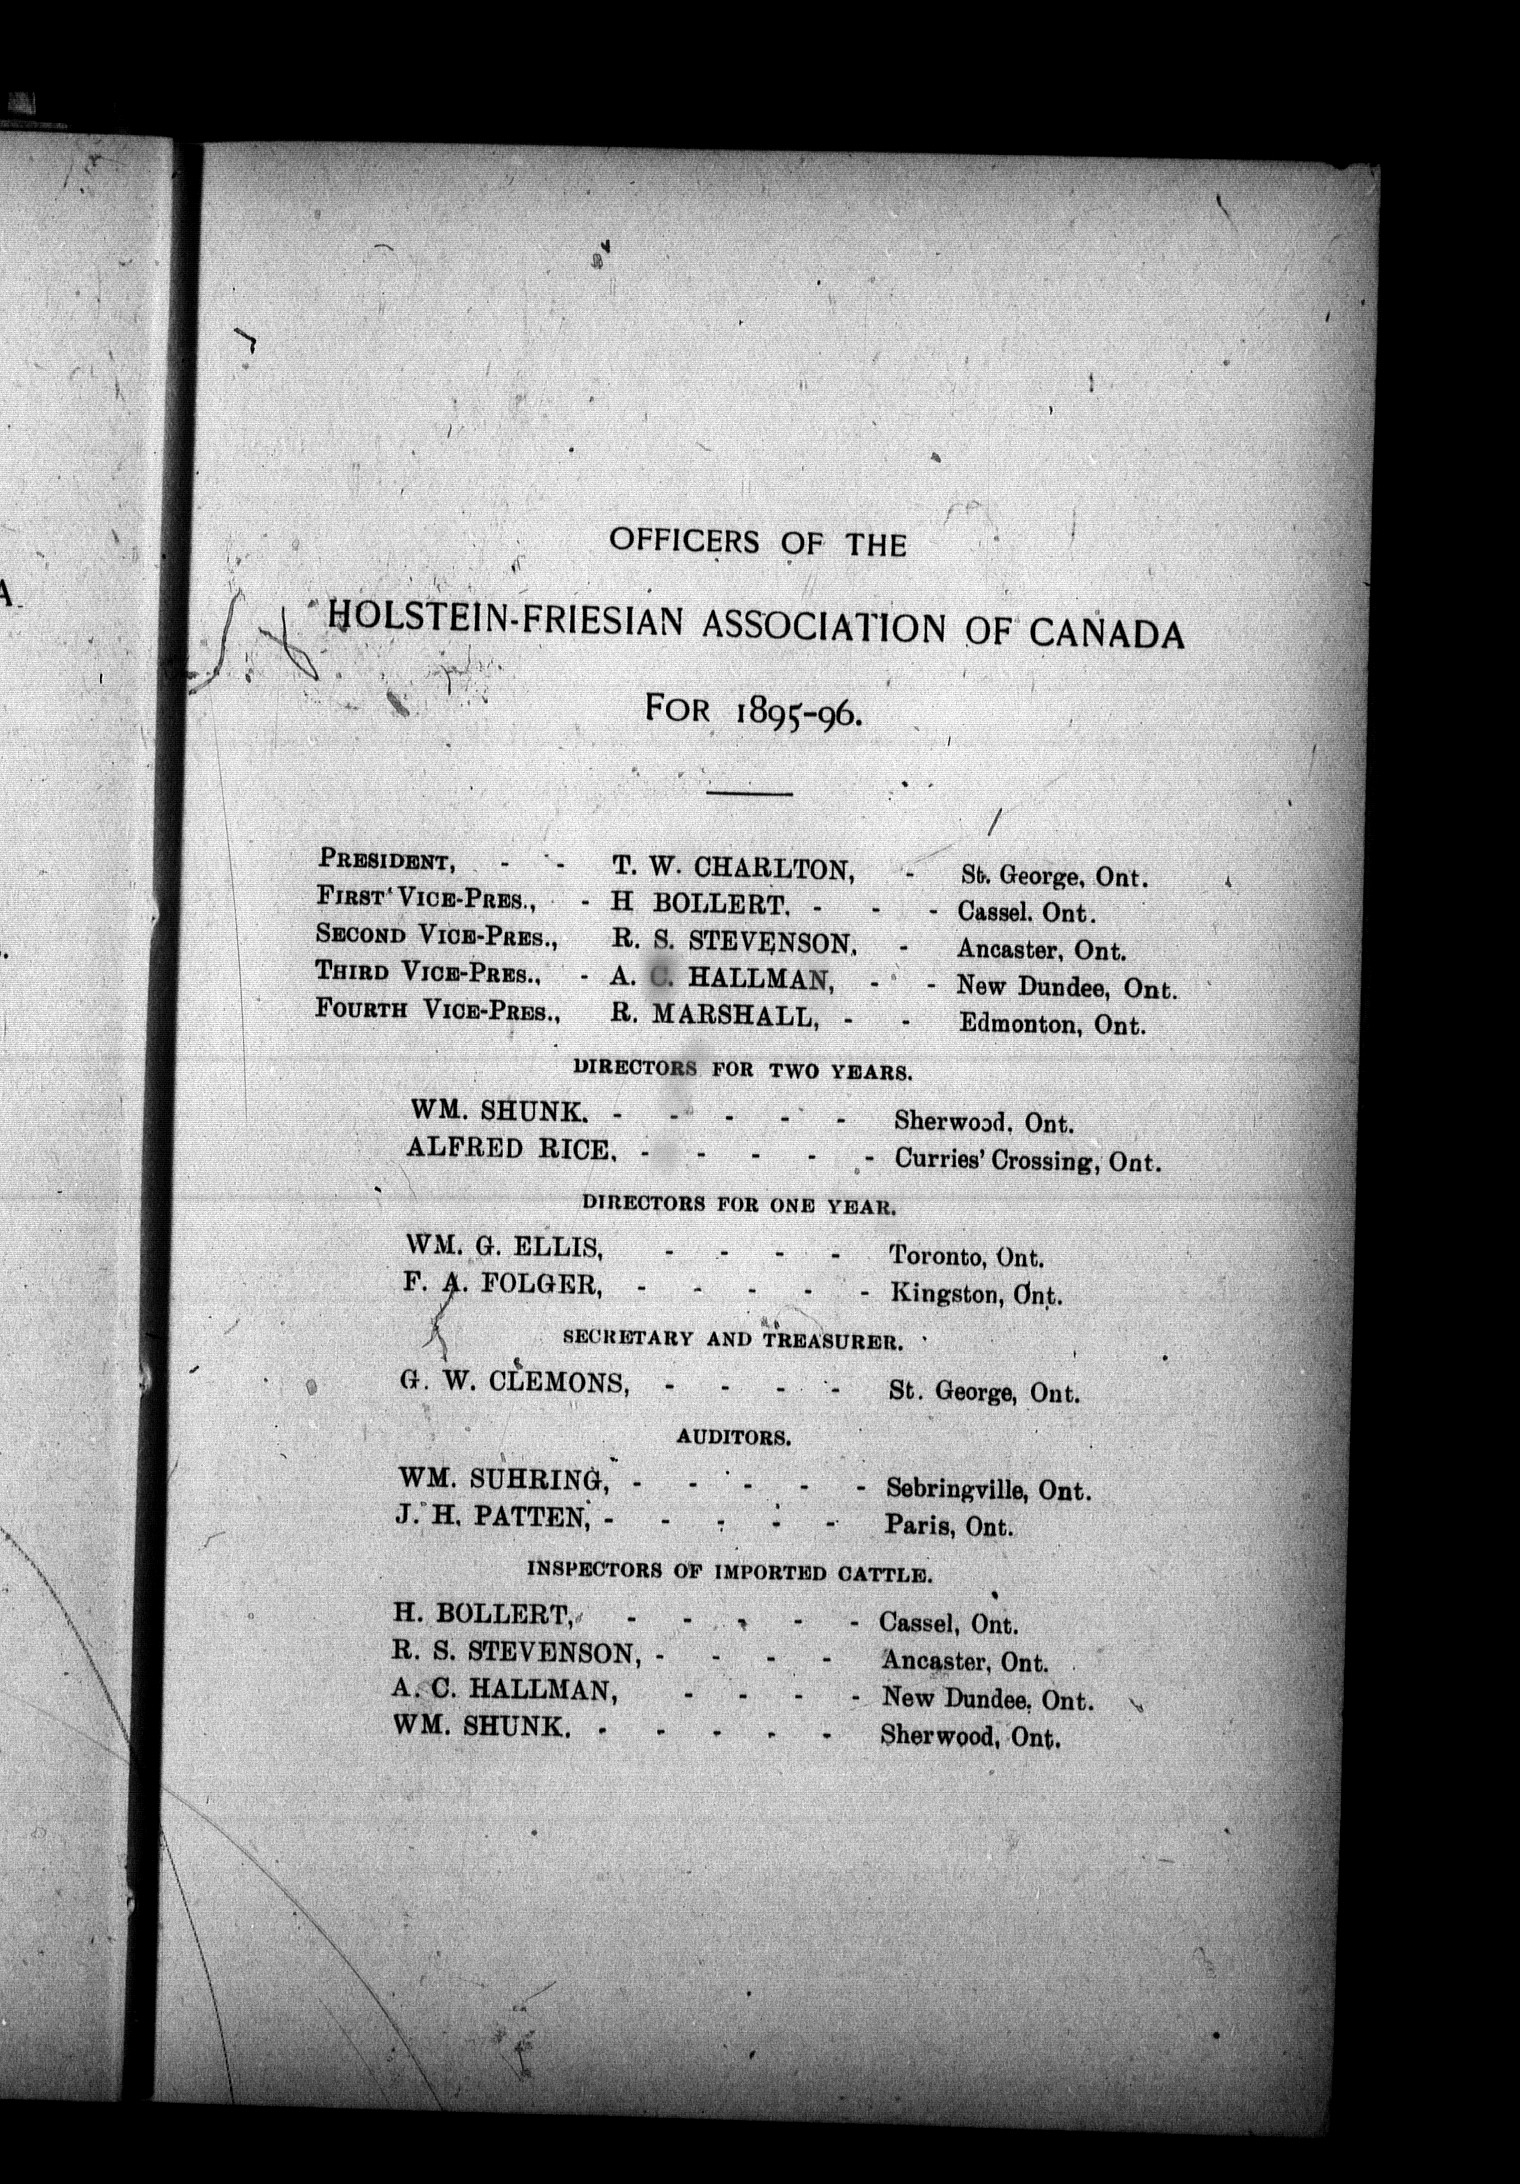 OFFICERS OF THE
HOLSTEIN-FRIESIAN ASSOCIATION OF CANADA
FOR 1895-96.
PRESIDENT, - - T. W. CHARLTON, - St. George, Ont.
FIRST VICE-PRES., - H BOLLERT. - - - Cassel. Ont.
SECOND VICE-PRES., R. S. STEVENSON, - Ancaster, Ont.
THIRD VICE-PRES., - A. C. HALLMAN, - - New Dundee, Ont.
FOURTH VICE-PRES., R. MARSHALL, - - Edmonton, Ont.
DIRECTORS FOR TWO YEARS.
WM. SHUNK. - - - - - Sherwood. Ont.
ALFRED RICE. - - - - - Curries' Crossing, Ont.
DIRECTORS FOR ONE YEAR.
WM. G. ELLIS, - - - - Toronto, Ont.
F. A. FOLGER, - - - - - Kingston, Ont.
SECRETARY AND TREASURER.
G. W. CLEMONS, - - - - St. George, Ont.
AUDITORS.
WM. SUHRING, - - - - - Sebringville, Ont.
J. H. PATTEN, - - - - - Paris, Ont.
INSPECTORS OF IMPORTED CATTLE.
H. BOLLERT, - - - - - Cassel, Ont.
R. S. STEVENSON, - - - - Ancaster, Ont.
A. C. HALLMAN, - - - - New Dundee, Ont.
WM. SHUNK. - - - - - Sherwood, Ont.